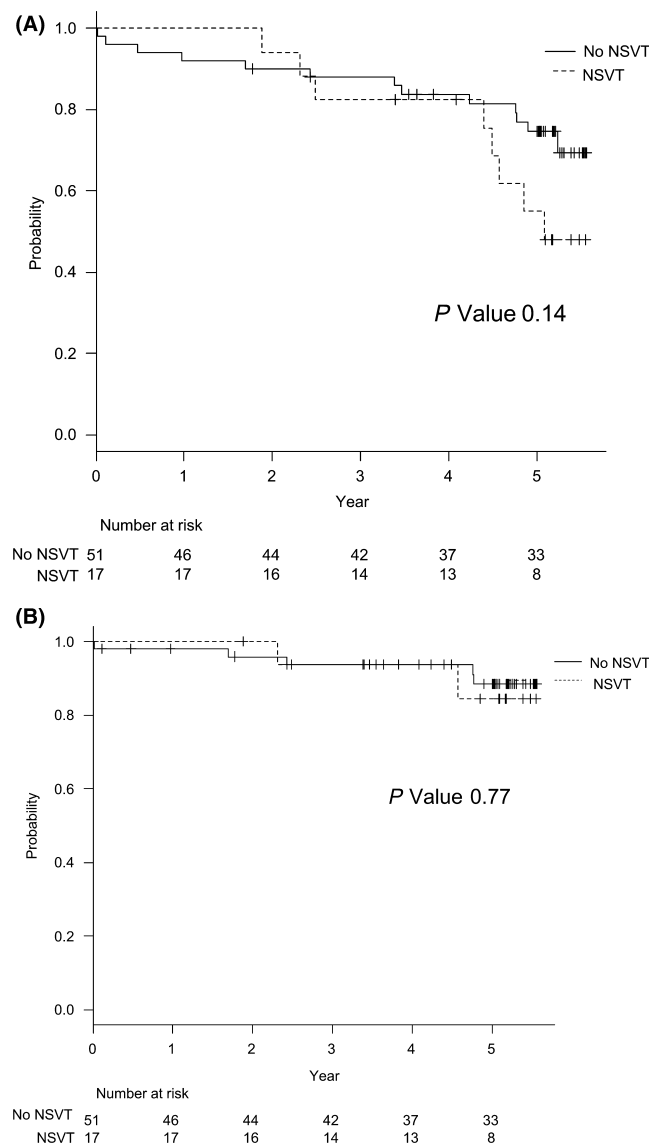 (A)
1.0
0.8
0.6
0.4
0.2
0.0
Probability
No NSVT
NSVT
P Value 0.14
0 1 2 3 4 5
Year
Number at risk
No NSVT 51 46 44 42 37 33
NSVT 17 17 16 14 13 8
(B)
1.0
0.8
0.6
0.4
0.2
0.0
Probability
No NSVT
NSVT
P Value 0.77
0 1 2 3 4 5
Year
Number at risk
No NSVT 51 46 44 42 37 33
NSVT 17 17 16 14 13 8